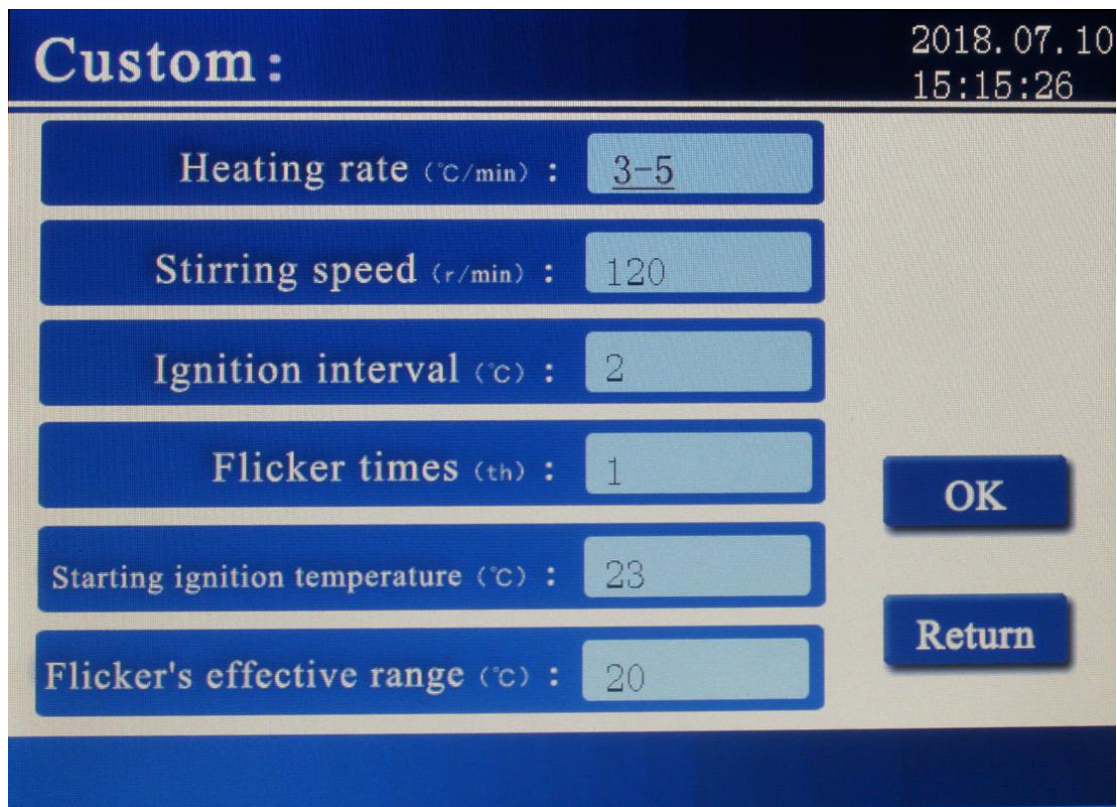 Custom:
2018.07.10
15:15:26
Heating rate (℃/min) : 3-5
Stirring speed (r/min) : 120
Ignition interval (℃) : 2
Flicker times (th) : 1
Starting ignition temperature (℃) : 23
Flicker's effective range (℃) : 20
OK
Return